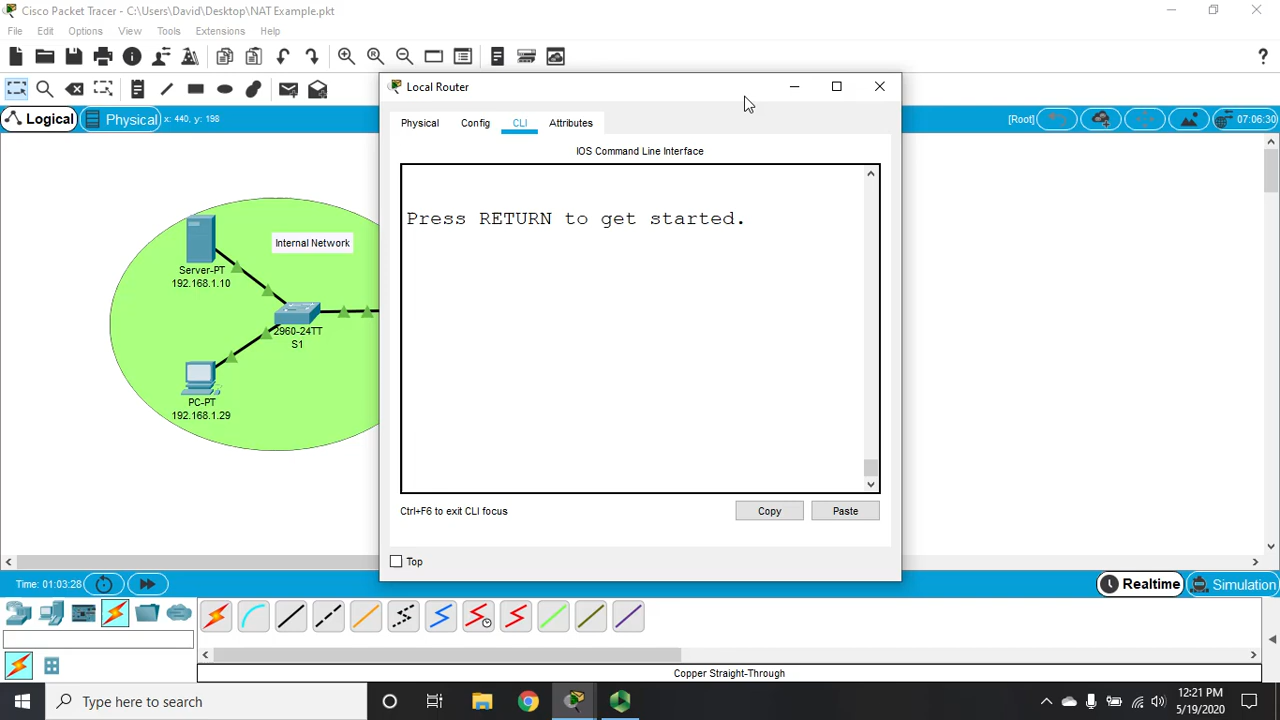 Cisco Packet Tracer - C:\Users\David\Desktop\NAT Example.pkt
File Edit Options View Tools Extensions Help
Local Router
Logical Physical x: 440, y: 198 [Root] 07:06:30
Physical Config CLI Attributes
IOS Command Line Interface
Press RETURN to get started.
Internal Network
Server-PT
192.168.1.10
2960-24TT
S1
PC-PT
192.168.1.29
Ctrl+F6 to exit CLI focus Copy Paste
Top
Time: 01:03:28 Realtime Simulation
Copper Straight-Through
Type here to search
12:21 PM
5/19/2020